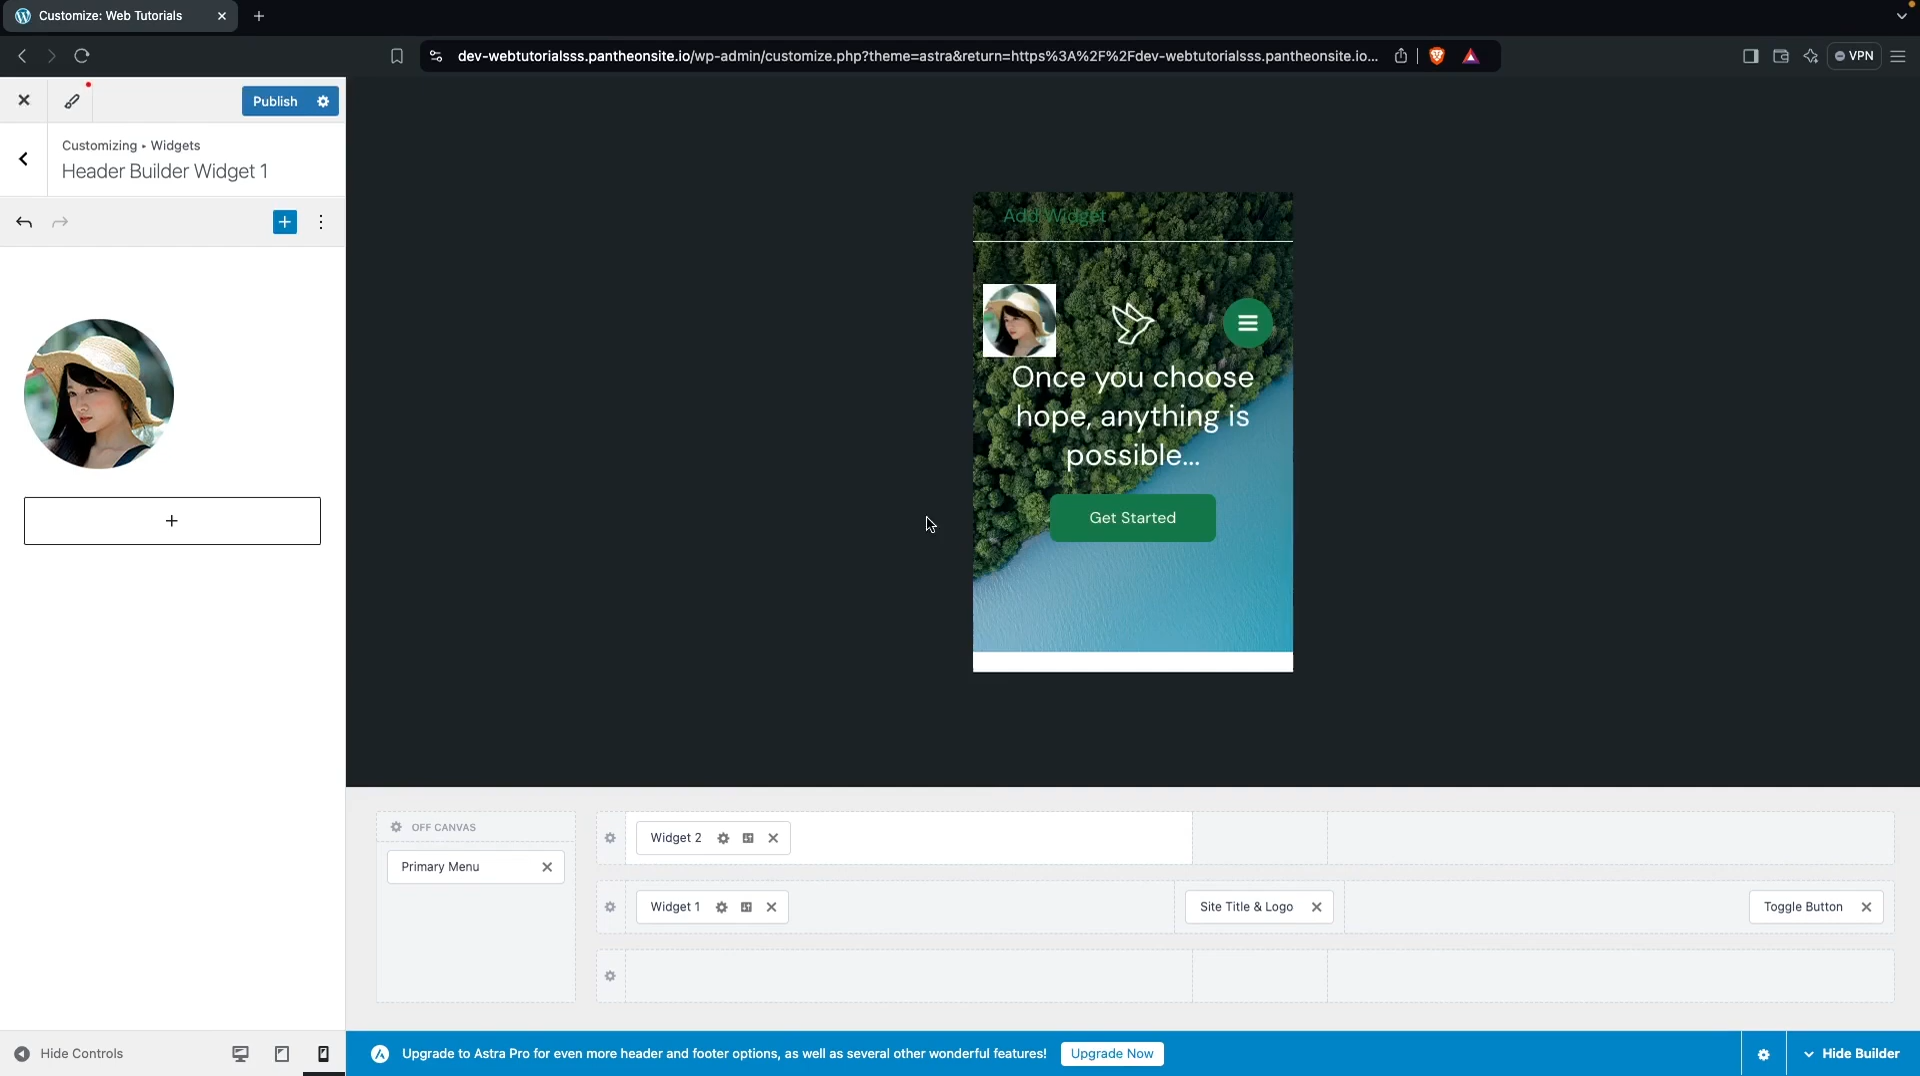 Customize: Web Tutorials
dev-webtutorialsss.pantheonsite.io/wp-admin/customize.php?theme=astra&return=https%3A%2F%2Fdev-webtutorialsss.pantheonsite.io...
VPN
Publish
Customizing ▸ Widgets
Header Builder Widget 1
Add Widget
Once you choose
hope, anything is
possible...
Get Started
OFF CANVAS
Primary Menu
Widget 2
Widget 1
Site Title & Logo
Toggle Button
Hide Controls
Upgrade to Astra Pro for even more header and footer options, as well as several other wonderful features!
Upgrade Now
Hide Builder